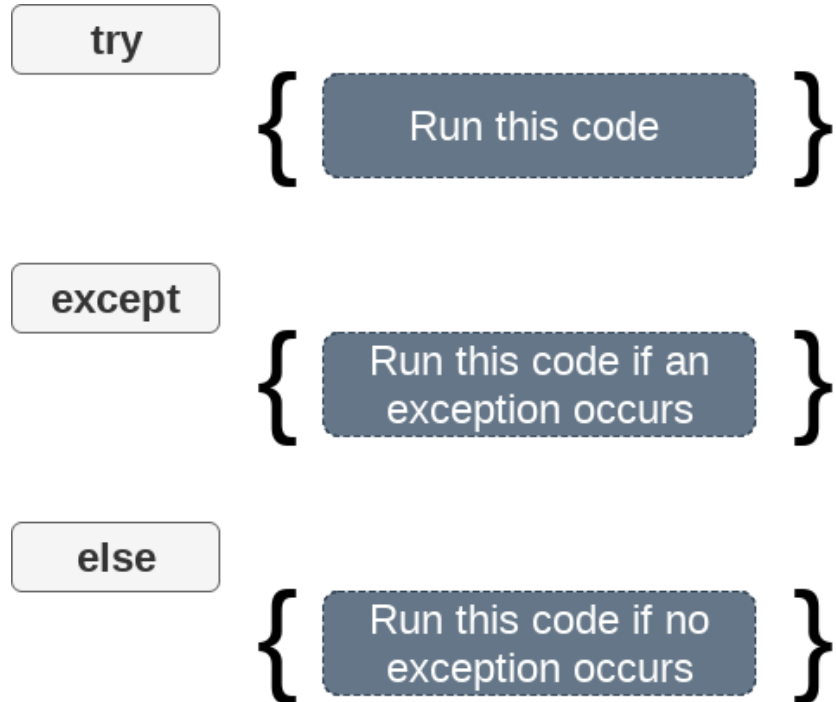 try
{ Run this code }
except
{ Run this code if an
exception occurs }
else
{ Run this code if no
exception occurs }